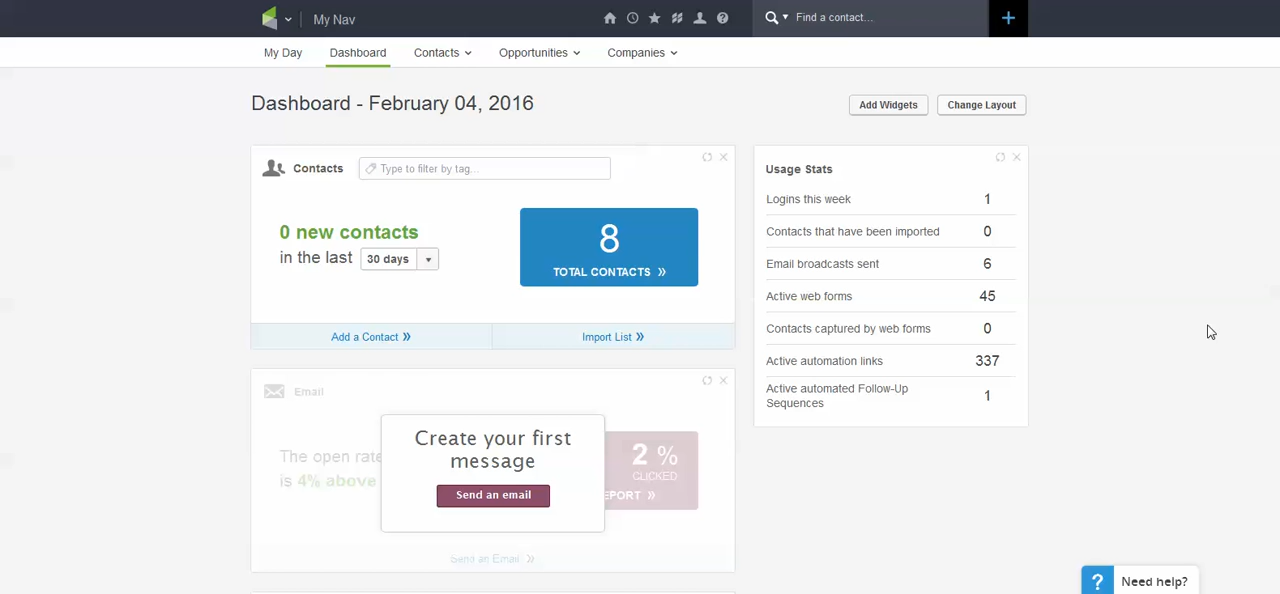 My Nav
Find a contact...
My Day Dashboard Contacts Opportunities Companies
Dashboard - February 04, 2016
Add Widgets Change Layout
Contacts Type to filter by tag...
0 new contacts
in the last 30 days
8
TOTAL CONTACTS »
Add a Contact » Import List »
Usage Stats
Logins this week 1
Contacts that have been imported 0
Email broadcasts sent 6
Active web forms 45
Contacts captured by web forms 0
Active automation links 337
Active automated Follow-Up
Sequences 1
Email
The open rate
is 4% above
Create your first
message
Send an email
2 %
CLICKED
EPORT »
Send an Email »
? Need help?